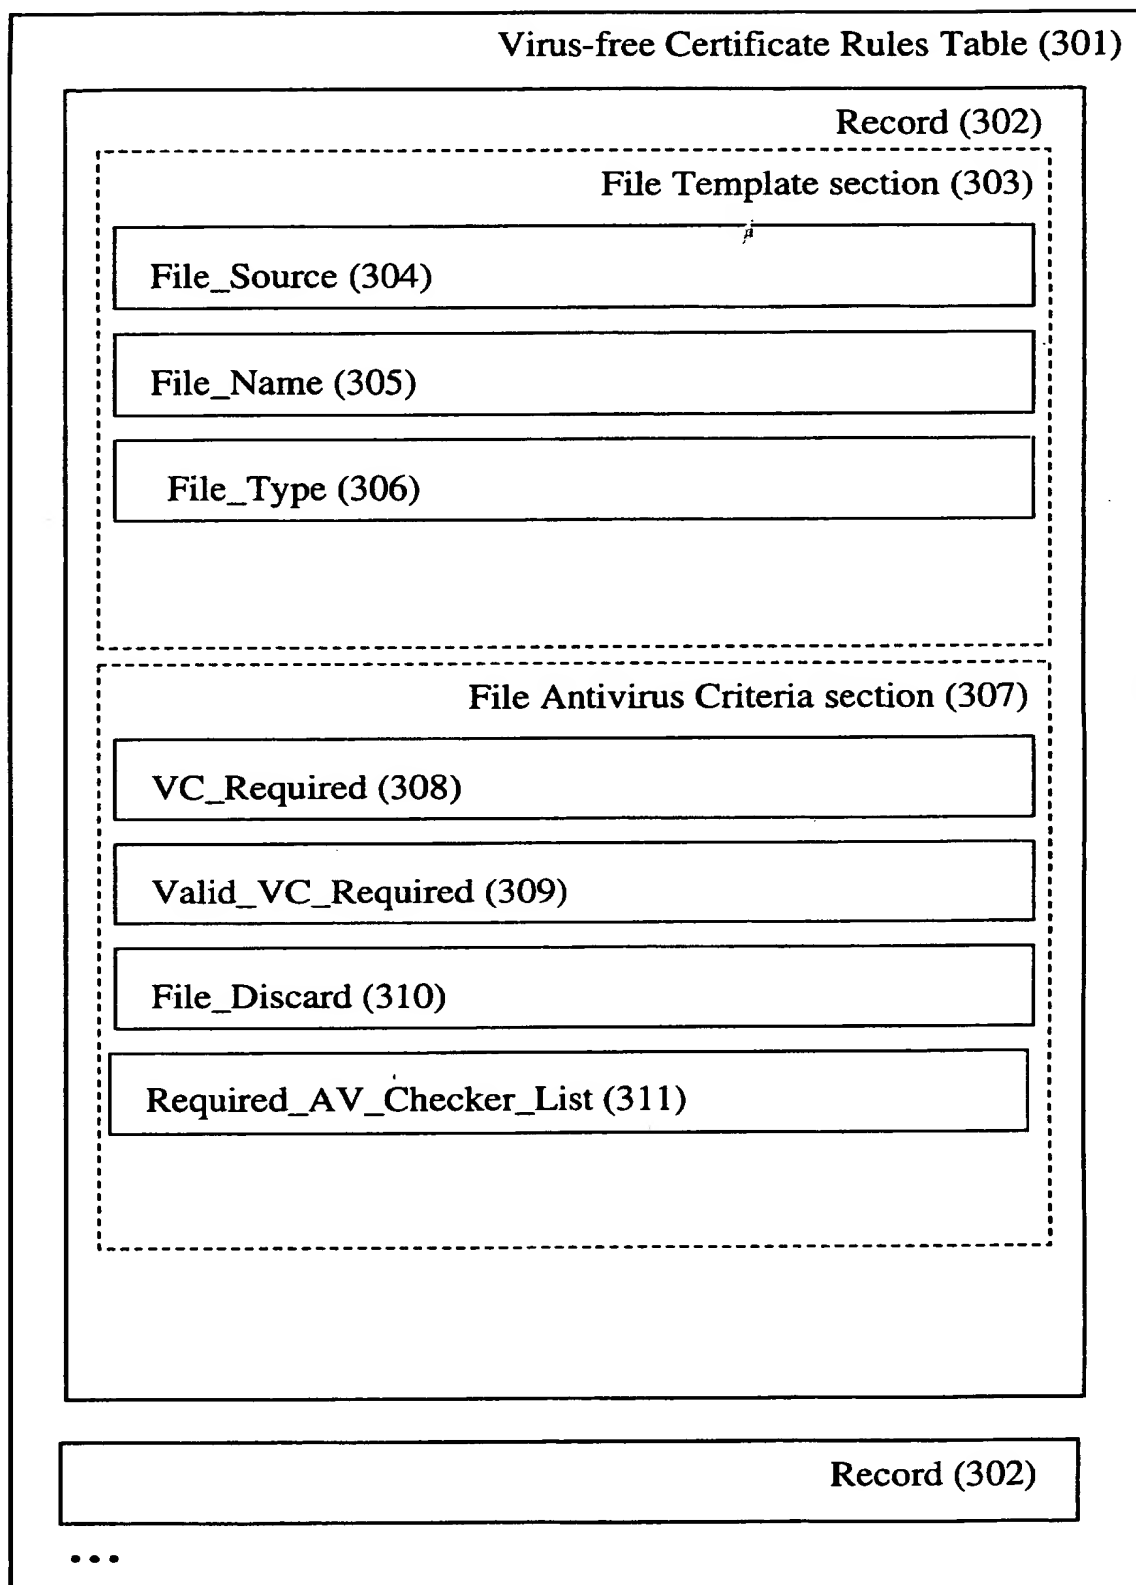 Virus-free Certificate Rules Table (301)
Record (302)
File Template section (303)
File_Source (304)
File_Name (305)
File_Type (306)
File Antivirus Criteria section (307)
VC_Required (308)
Valid_VC_Required (309)
File_Discard (310)
Required_AV_Checker_List (311)
Record (302)
...